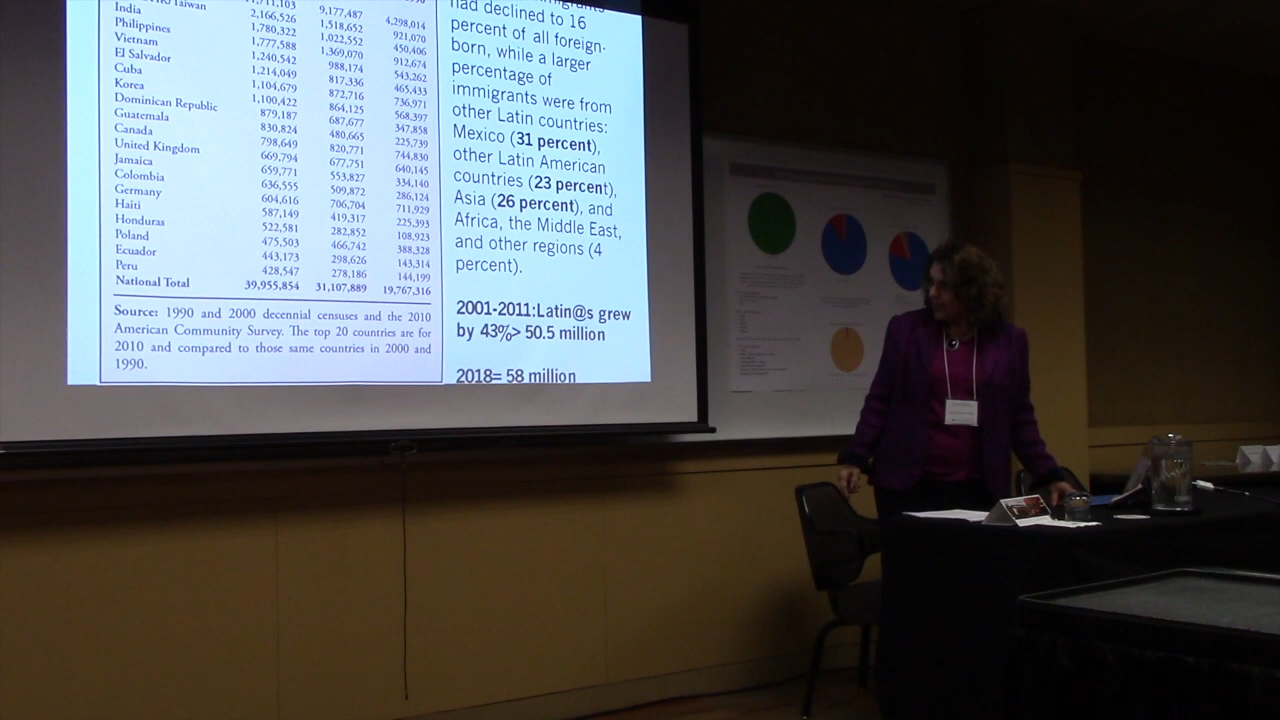 11,711,103 9,177,487 4,298,014
Taiwan 2,166,526 1,518,652 921,070
India 1,780,322 1,022,552 450,406
Philippines 1,777,588 1,369,070 912,674
Vietnam 1,240,542 988,174 543,262
El Salvador 1,214,049 817,336 465,433
Cuba 1,104,679 872,716 736,971
Korea 1,100,422 864,125 568,397
Dominican Republic 879,187 687,677 347,858
Guatemala 830,824 480,665 225,739
Canada 798,649 820,771 744,830
United Kingdom 669,794 677,751 640,145
Jamaica 659,771 553,827 334,140
Colombia 636,555 509,872 286,124
Germany 604,616 706,704 711,929
Haiti 587,149 419,317 225,393
Honduras 522,581 282,852 108,923
Poland 475,503 466,742 388,328
Ecuador 443,173 298,626 143,314
Peru 428,547 278,186 144,199
National Total 39,955,854 31,107,889 19,767,316
Source: 1990 and 2000 decennial censuses and the 2010
American Community Survey. The top 20 countries are for
2010 and compared to those same countries in 2000 and
1990.
had declined to 16
percent of all foreign-
born, while a larger
percentage of
immigrants were from
other Latin countries:
Mexico (31 percent),
other Latin American
countries (23 percent),
Asia (26 percent), and
Africa, the Middle East,
and other regions (4
percent).
2001-2011:Latin@s grew
by 43%> 50.5 million
2018= 58 million